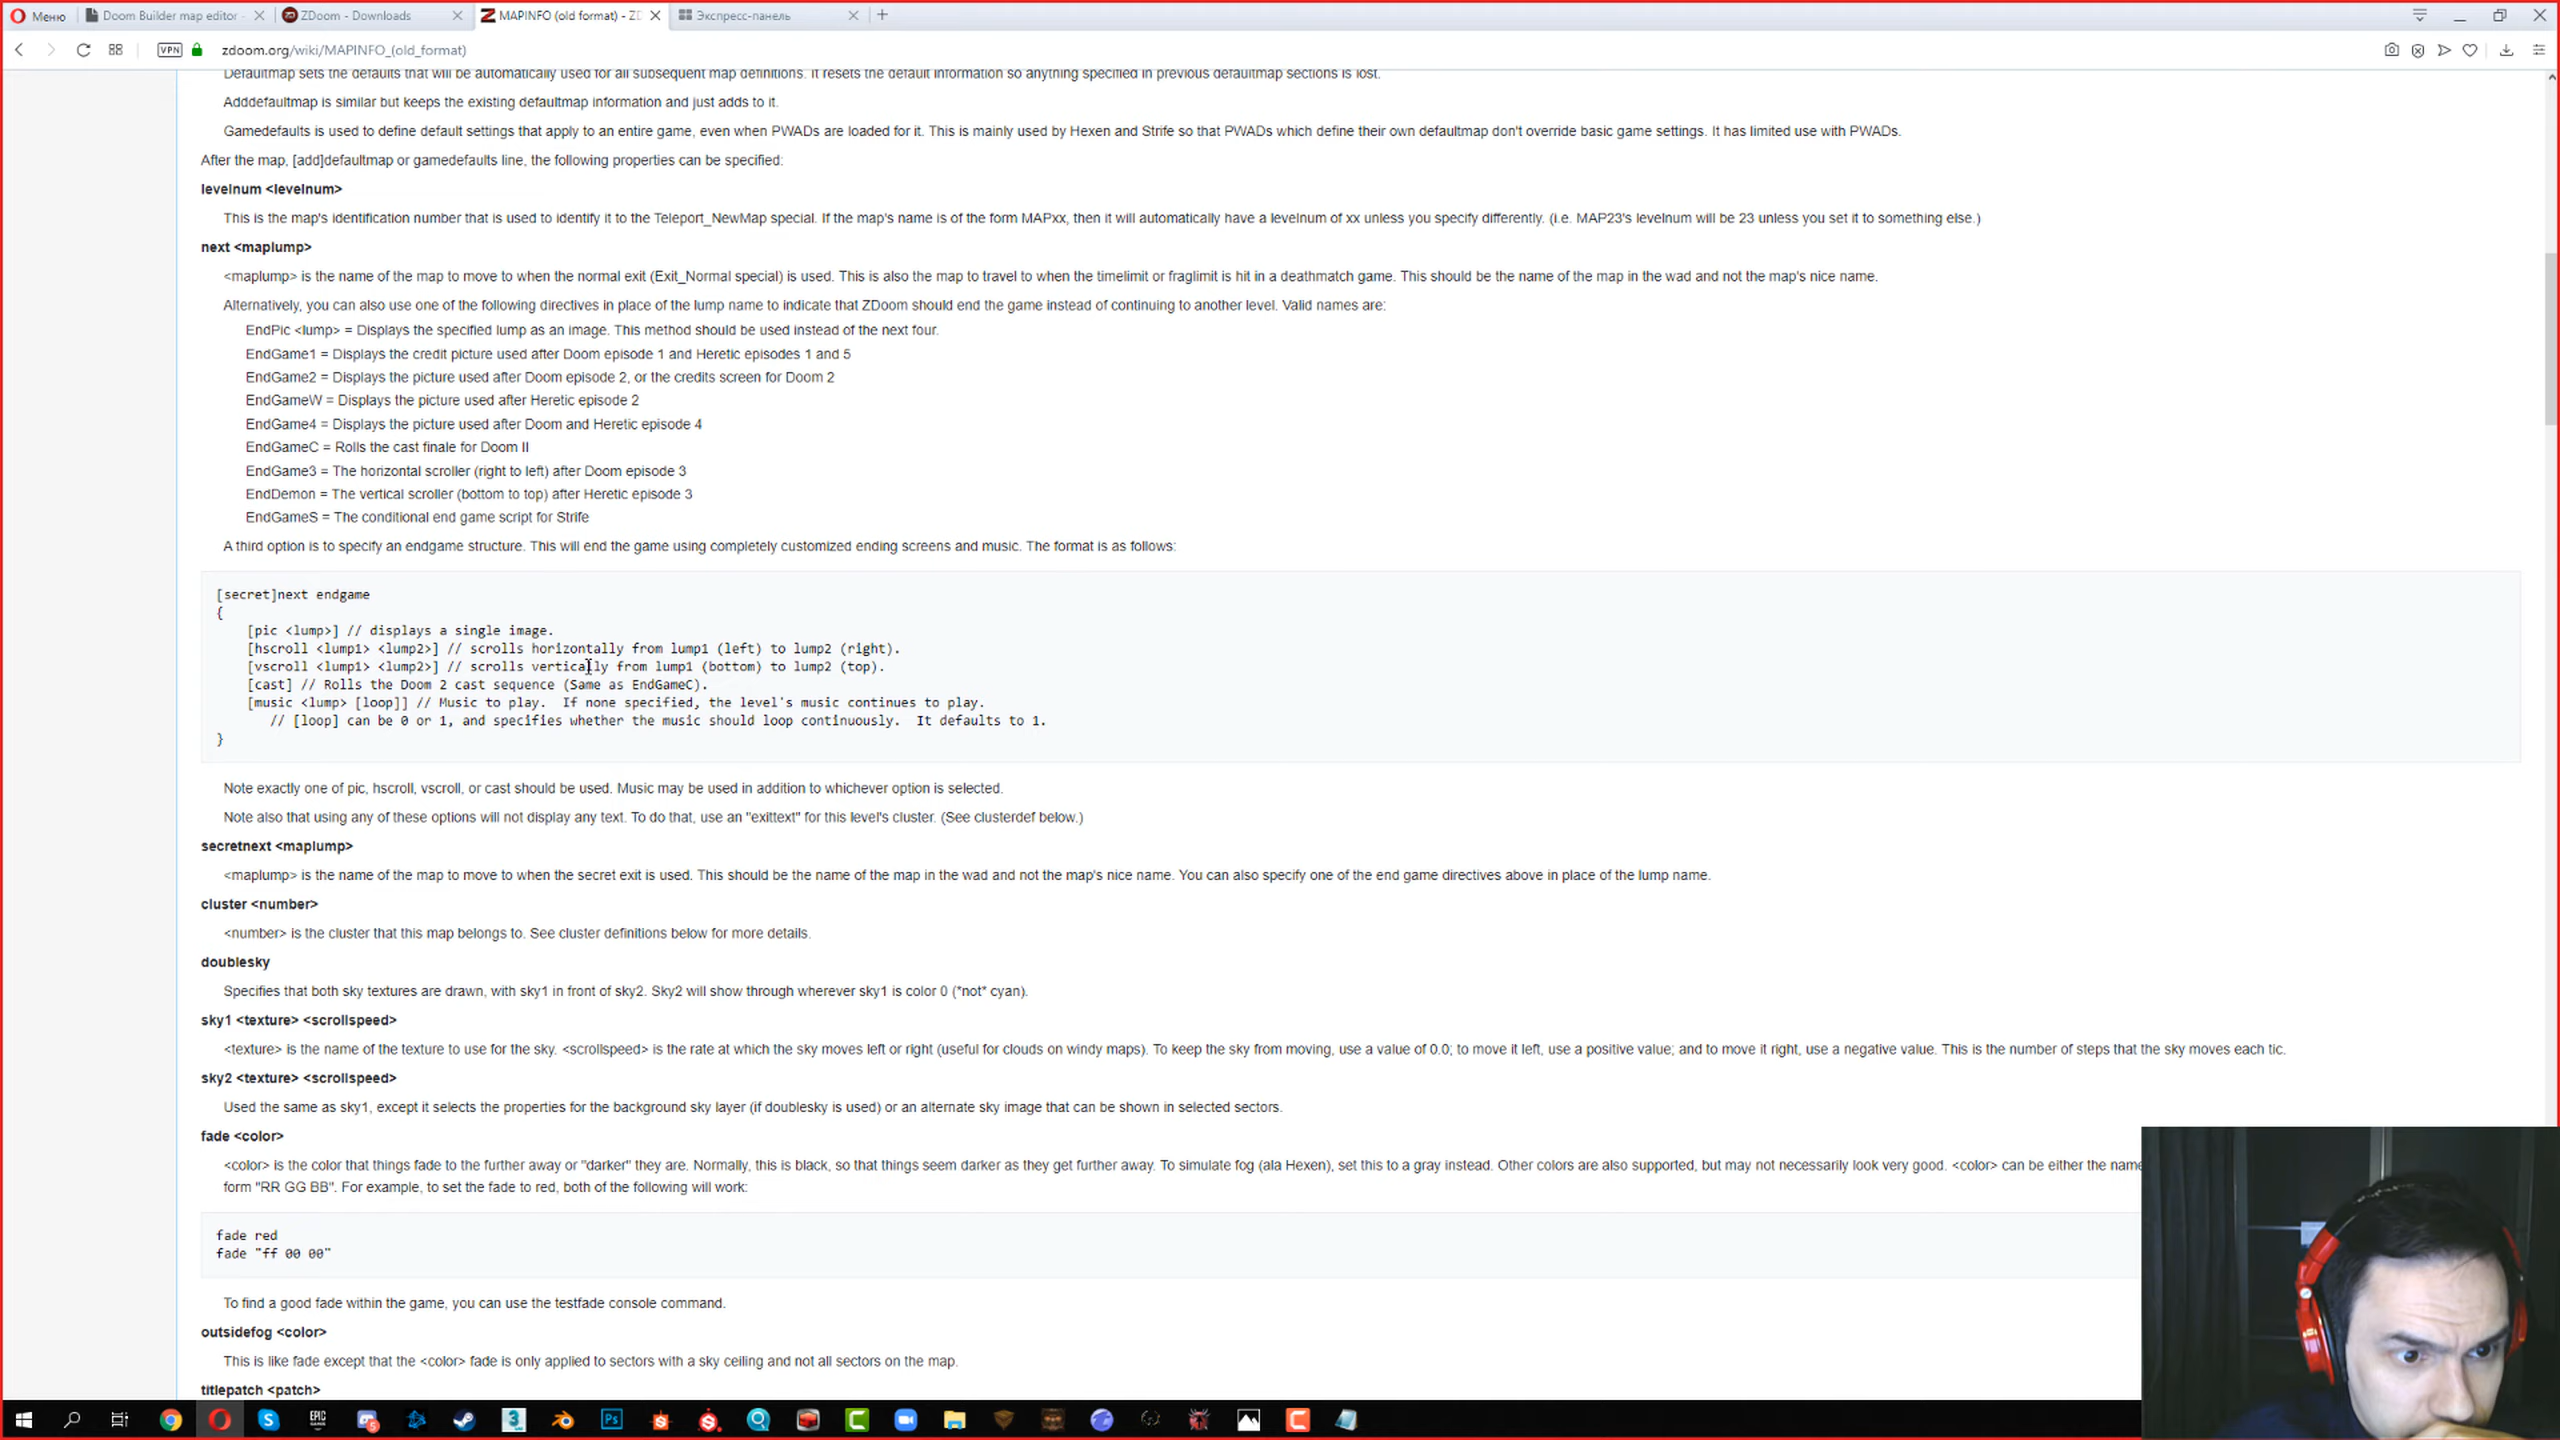 Меню
Doom Builder map editor -
ZDoom - Downloads
MAPINFO (old format) - ZD
Экспресс-панель
VPN
zdoom.org/wiki/MAPINFO_(old_format)
Defaultmap sets the defaults that will be automatically used for all subsequent map definitions. It resets the default information so anything specified in previous defaultmap sections is lost.
Adddefaultmap is similar but keeps the existing defaultmap information and just adds to it.
Gamedefaults is used to define default settings that apply to an entire game, even when PWADs are loaded for it. This is mainly used by Hexen and Strife so that PWADs which define their own defaultmap don't override basic game settings. It has limited use with PWADs.
After the map, [add]defaultmap or gamedefaults line, the following properties can be specified:
levelnum <levelnum>
This is the map's identification number that is used to identify it to the Teleport_NewMap special. If the map's name is of the form MAPxx, then it will automatically have a levelnum of xx unless you specify differently. (i.e. MAP23's levelnum will be 23 unless you set it to something else.)
next <maplump>
<maplump> is the name of the map to move to when the normal exit (Exit_Normal special) is used. This is also the map to travel to when the timelimit or fraglimit is hit in a deathmatch game. This should be the name of the map in the wad and not the map's nice name.
Alternatively, you can also use one of the following directives in place of the lump name to indicate that ZDoom should end the game instead of continuing to another level. Valid names are:
EndPic <lump> = Displays the specified lump as an image. This method should be used instead of the next four.
EndGame1 = Displays the credit picture used after Doom episode 1 and Heretic episodes 1 and 5
EndGame2 = Displays the picture used after Doom episode 2, or the credits screen for Doom 2
EndGameW = Displays the picture used after Heretic episode 2
EndGame4 = Displays the picture used after Doom and Heretic episode 4
EndGameC = Rolls the cast finale for Doom II
EndGame3 = The horizontal scroller (right to left) after Doom episode 3
EndDemon = The vertical scroller (bottom to top) after Heretic episode 3
EndGameS = The conditional end game script for Strife
A third option is to specify an endgame structure. This will end the game using completely customized ending screens and music. The format is as follows:
[secret]next endgame
{
[pic <lump>] // displays a single image.
[hscroll <lump1> <lump2>] // scrolls horizontally from lump1 (left) to lump2 (right).
[vscroll <lump1> <lump2>] // scrolls vertically from lump1 (bottom) to lump2 (top).
[cast] // Rolls the Doom 2 cast sequence (Same as EndGameC).
[music <lump> [loop]] // Music to play.  If none specified, the level's music continues to play.
// [loop] can be 0 or 1, and specifies whether the music should loop continuously.  It defaults to 1.
}
Note exactly one of pic, hscroll, vscroll, or cast should be used. Music may be used in addition to whichever option is selected.
Note also that using any of these options will not display any text. To do that, use an "exittext" for this level's cluster. (See clusterdef below.)
secretnext <maplump>
<maplump> is the name of the map to move to when the secret exit is used. This should be the name of the map in the wad and not the map's nice name. You can also specify one of the end game directives above in place of the lump name.
cluster <number>
<number> is the cluster that this map belongs to. See cluster definitions below for more details.
doublesky
Specifies that both sky textures are drawn, with sky1 in front of sky2. Sky2 will show through wherever sky1 is color 0 (*not* cyan).
sky1 <texture> <scrollspeed>
<texture> is the name of the texture to use for the sky. <scrollspeed> is the rate at which the sky moves left or right (useful for clouds on windy maps). To keep the sky from moving, use a value of 0.0; to move it left, use a positive value; and to move it right, use a negative value. This is the number of steps that the sky moves each tic.
sky2 <texture> <scrollspeed>
Used the same as sky1, except it selects the properties for the background sky layer (if doublesky is used) or an alternate sky image that can be shown in selected sectors.
fade <color>
<color> is the color that things fade to the further away or "darker" they are. Normally, this is black, so that things seem darker as they get further away. To simulate fog (ala Hexen), set this to a gray instead. Other colors are also supported, but may not necessarily look very good. <color> can be either the name
form "RR GG BB". For example, to set the fade to red, both of the following will work:
fade red
fade "ff 00 00"
To find a good fade within the game, you can use the testfade console command.
outsidefog <color>
This is like fade except that the <color> fade is only applied to sectors with a sky ceiling and not all sectors on the map.
titlepatch <patch>
EPIC
GAMES
5
3
Ps